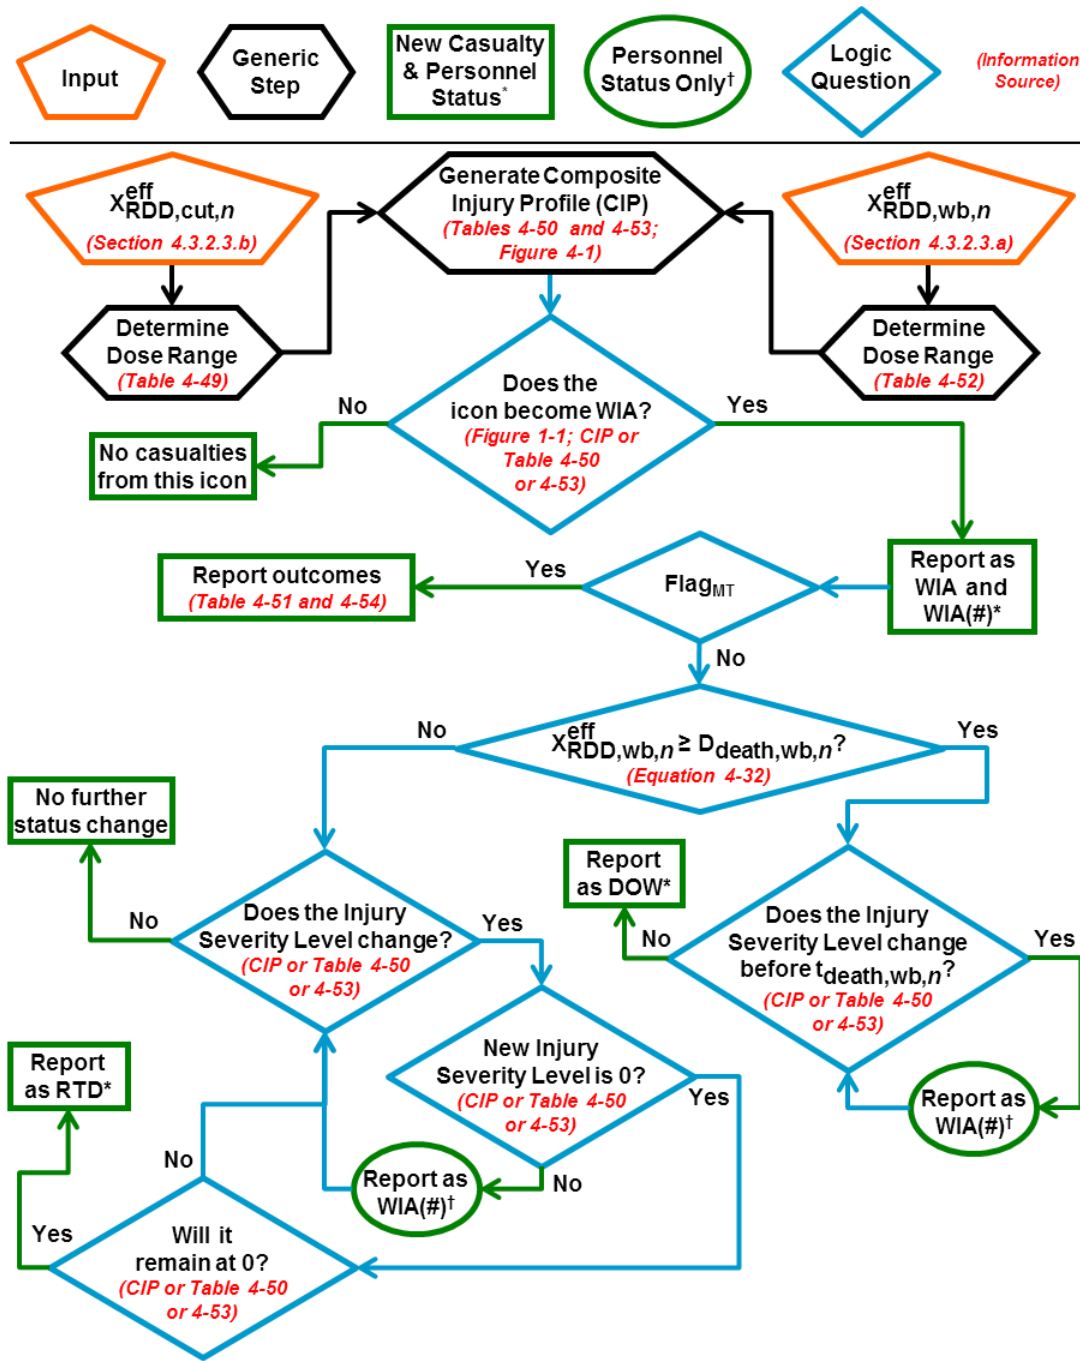 Input
Generic
Step
New Casualty
& Personnel
Status*
Personnel
Status Only†
Logic
Question
(Information
Source)
X^eff_RDD,cut,n
(Section 4.3.2.3.b)
Generate Composite
Injury Profile (CIP)
(Tables 4-50 and 4-53;
Figure 4-1)
X^eff_RDD,wb,n
(Section 4.3.2.3.a)
Determine
Dose Range
(Table 4-49)
Determine
Dose Range
(Table 4-52)
Does the
icon become WIA?
(Figure 1-1; CIP or
Table 4-50
or 4-53)
No
Yes
No casualties
from this icon
Report outcomes
(Table 4-51 and 4-54)
Yes
Flag_MT
Report as
WIA and
WIA(#)*
No
X^eff_RDD,wb,n ≥ D_death,wb,n?
(Equation 4-32)
No
Yes
No further
status change
Report
as DOW*
No
Does the Injury
Severity Level change?
(CIP or Table 4-50
or 4-53)
Yes
No
Does the Injury
Severity Level change
before t_death,wb,n?
(CIP or Table 4-50
or 4-53)
Yes
Report
as RTD*
New Injury
Severity Level is 0?
(CIP or Table 4-50
or 4-53)
Yes
Report as
WIA(#)†
No
Report as
WIA(#)†
No
Yes
Will it
remain at 0?
(CIP or Table 4-50
or 4-53)